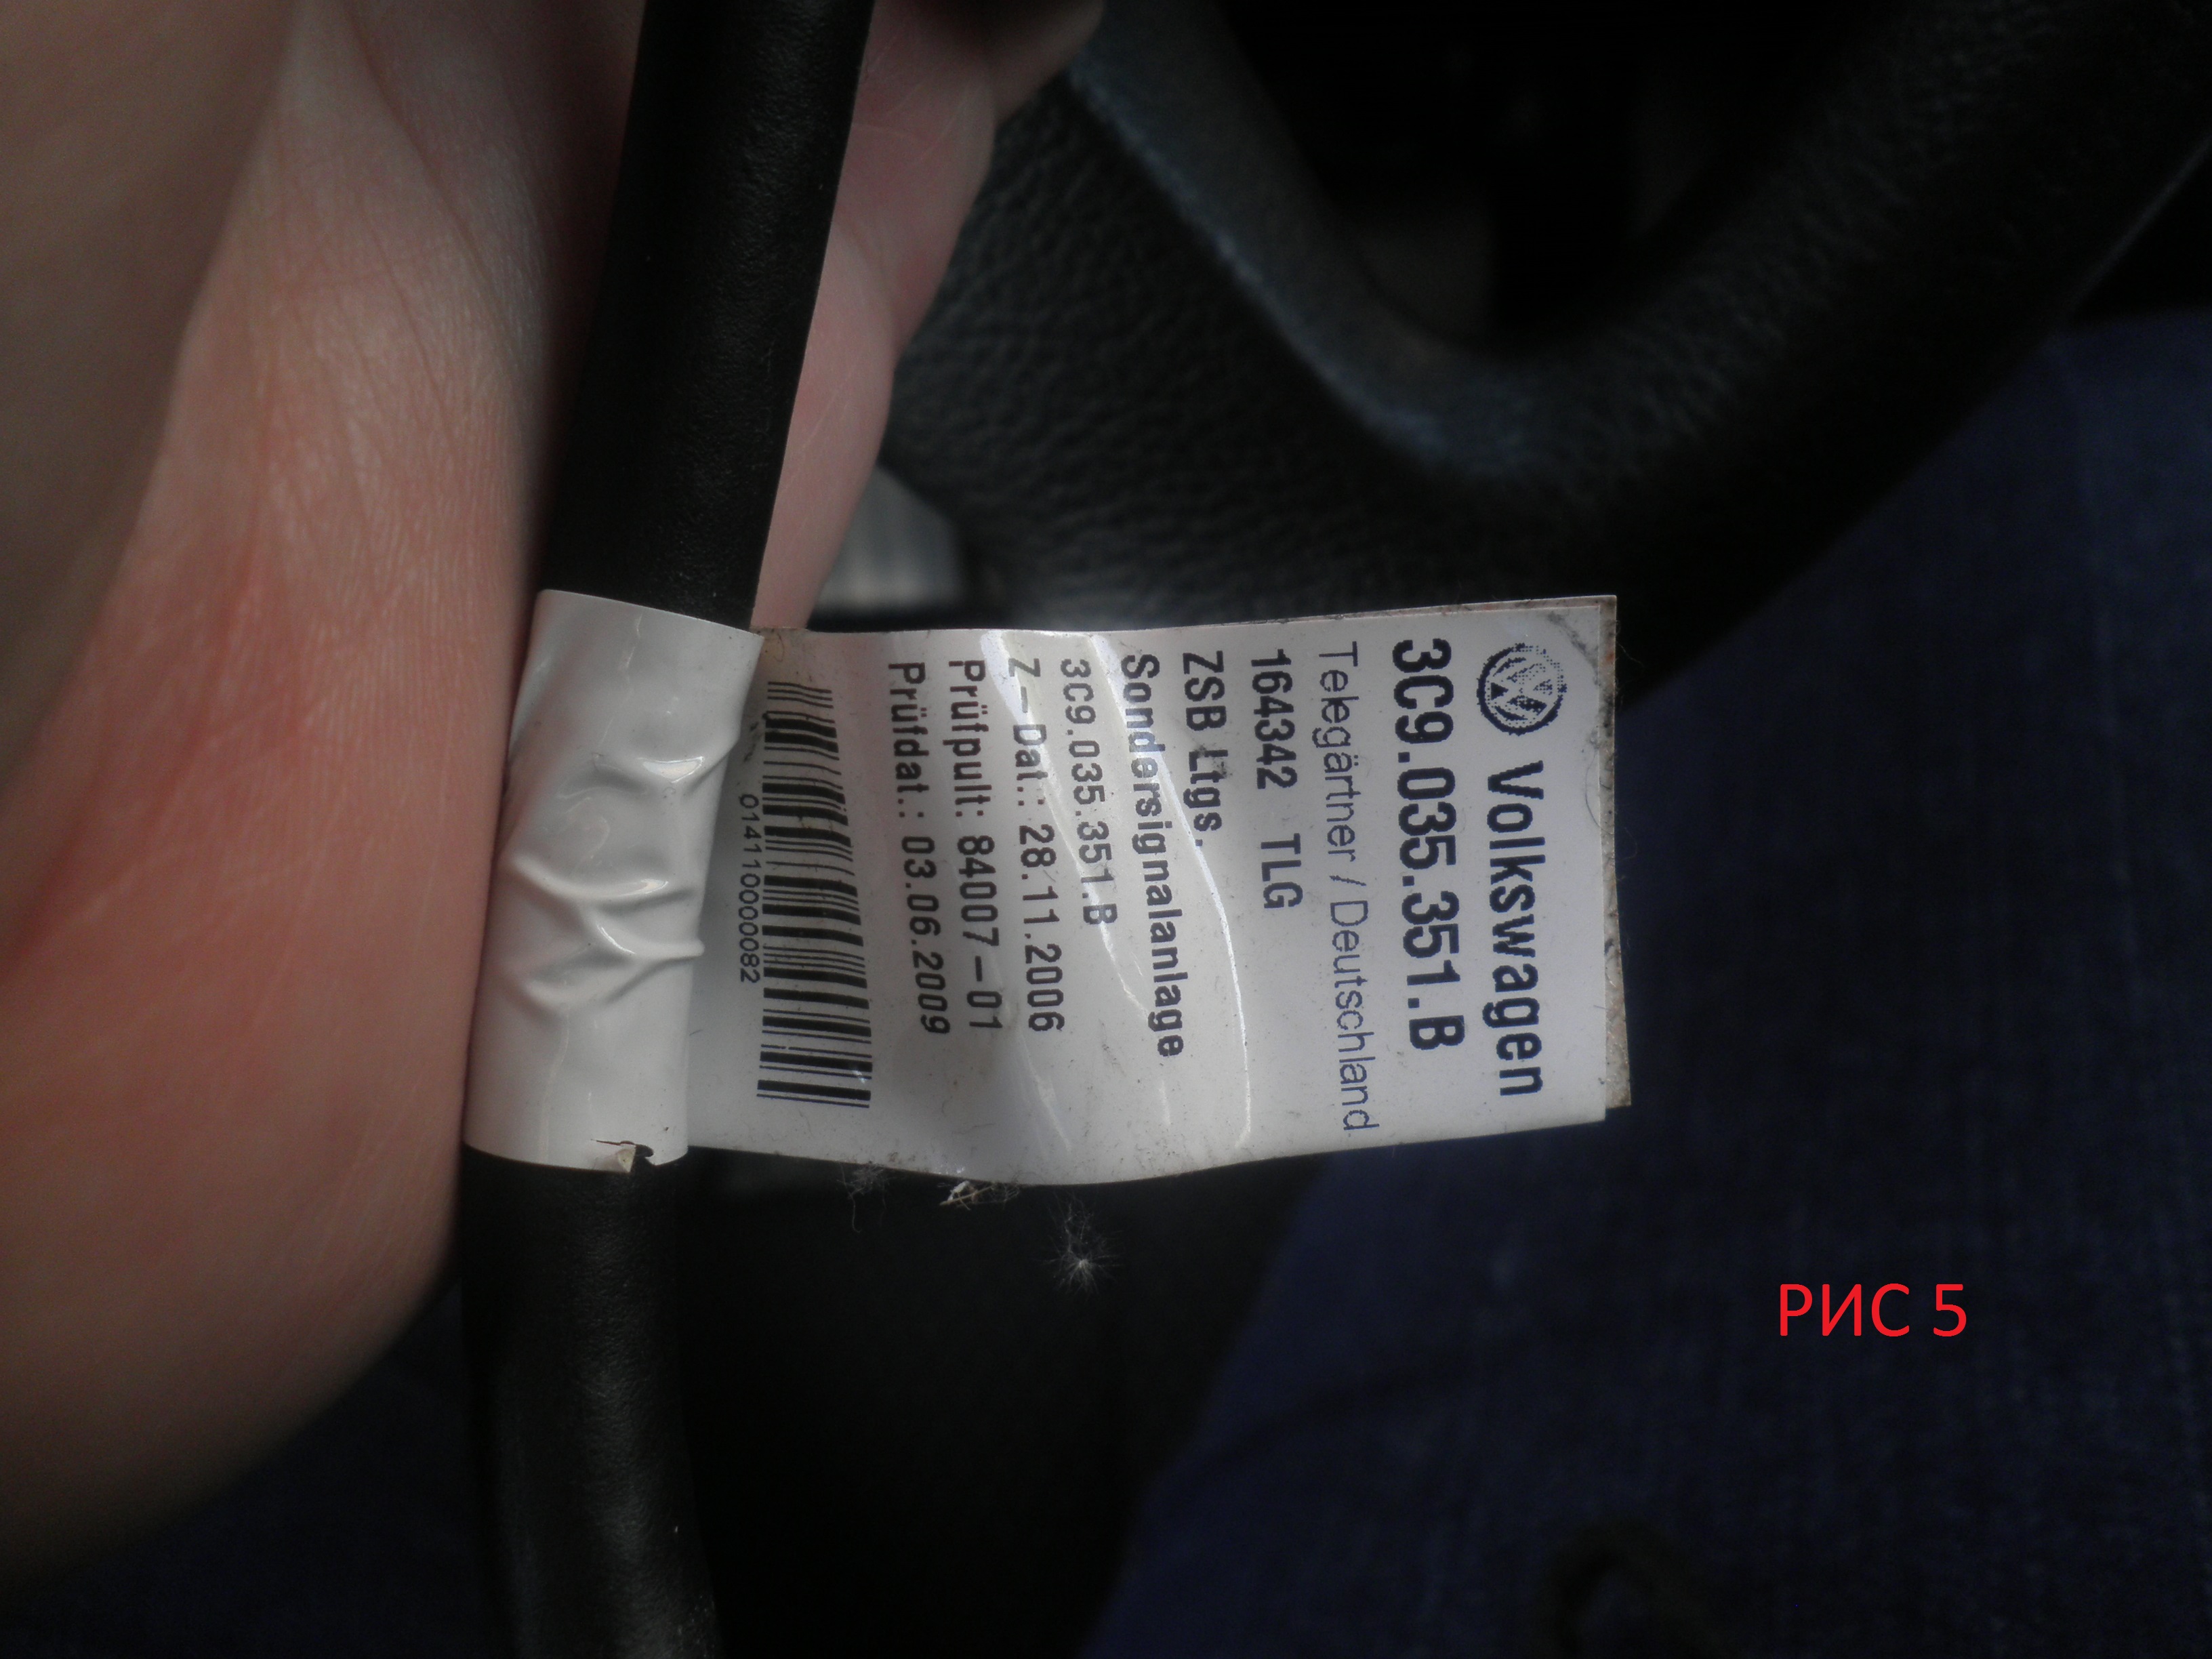 Volkswagen
3C9.035.351.B
Telegärtner / Deutschland
164342 TLG
ZSB Ltgs.
Sondersignalanlage
3C9.035.351.B
Z-Dat.: 28.11.2006
Prüfpult: 84007-01
Prüfdat.: 03.06.2009
014110000082
РИС 5